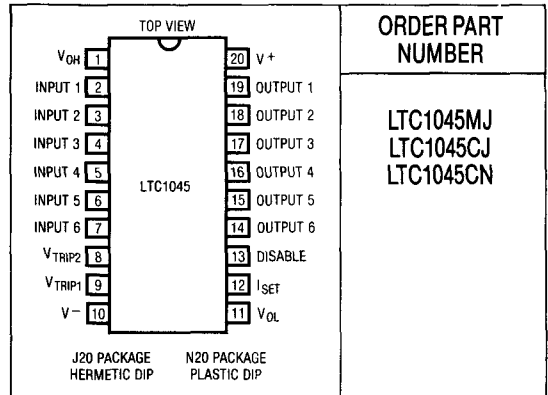 TOP VIEW
ORDER PART
NUMBER
VOH 1
20 V+
INPUT 1 2
19 OUTPUT 1
INPUT 2 3
18 OUTPUT 2
INPUT 3 4
17 OUTPUT 3
INPUT 4 5
16 OUTPUT 4
INPUT 5 6
15 OUTPUT 5
INPUT 6 7
14 OUTPUT 6
VTRIP2 8
13 DISABLE
VTRIP1 9
12 ISET
V− 10
11 VOL
LTC1045
J20 PACKAGE
HERMETIC DIP
N20 PACKAGE
PLASTIC DIP
LTC1045MJ
LTC1045CJ
LTC1045CN